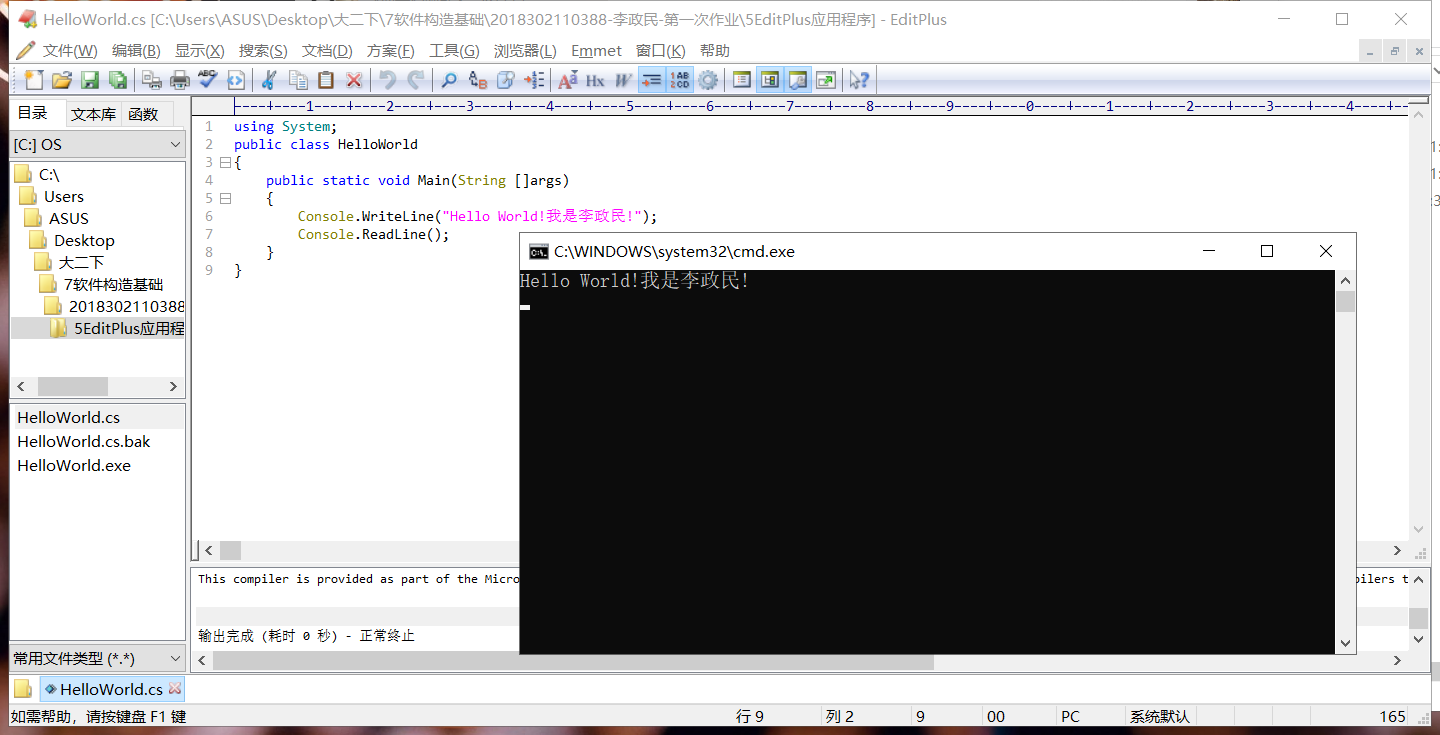 HelloWorld.cs [C:\Users\ASUS\Desktop\大二下\7软件构造基础\2018302110388-李政民-第一次作业\5EditPlus应用程序] - EditPlus
文件(W) 编辑(B) 显示(X) 搜索(S) 文档(D) 方案(F) 工具(G) 浏览器(L) Emmet 窗口(K) 帮助
目录 文本库 函数
----+----1----+----2----+----3----+----4----+----5----+----6----+----7----+----8----+----9----+----0----+----1----+----2----+----3----+----4----+--
[C:] OS
C:\
Users
ASUS
Desktop
大二下
7软件构造基础
2018302110388
5EditPlus应用程
HelloWorld.cs
HelloWorld.cs.bak
HelloWorld.exe
常用文件类型 (*.*)
1 using System;
2 public class HelloWorld
3 {
4 public static void Main(String []args)
5 {
6 Console.WriteLine("Hello World!我是李政民!");
7 Console.ReadLine();
8 }
9 }
C:\WINDOWS\system32\cmd.exe
Hello World!我是李政民!
This compiler is provided as part of the Micro
pilers t
输出完成 (耗时 0 秒) - 正常终止
HelloWorld.cs
如需帮助，请按键盘 F1 键 行 9 列 2 9 00 PC 系统默认 165